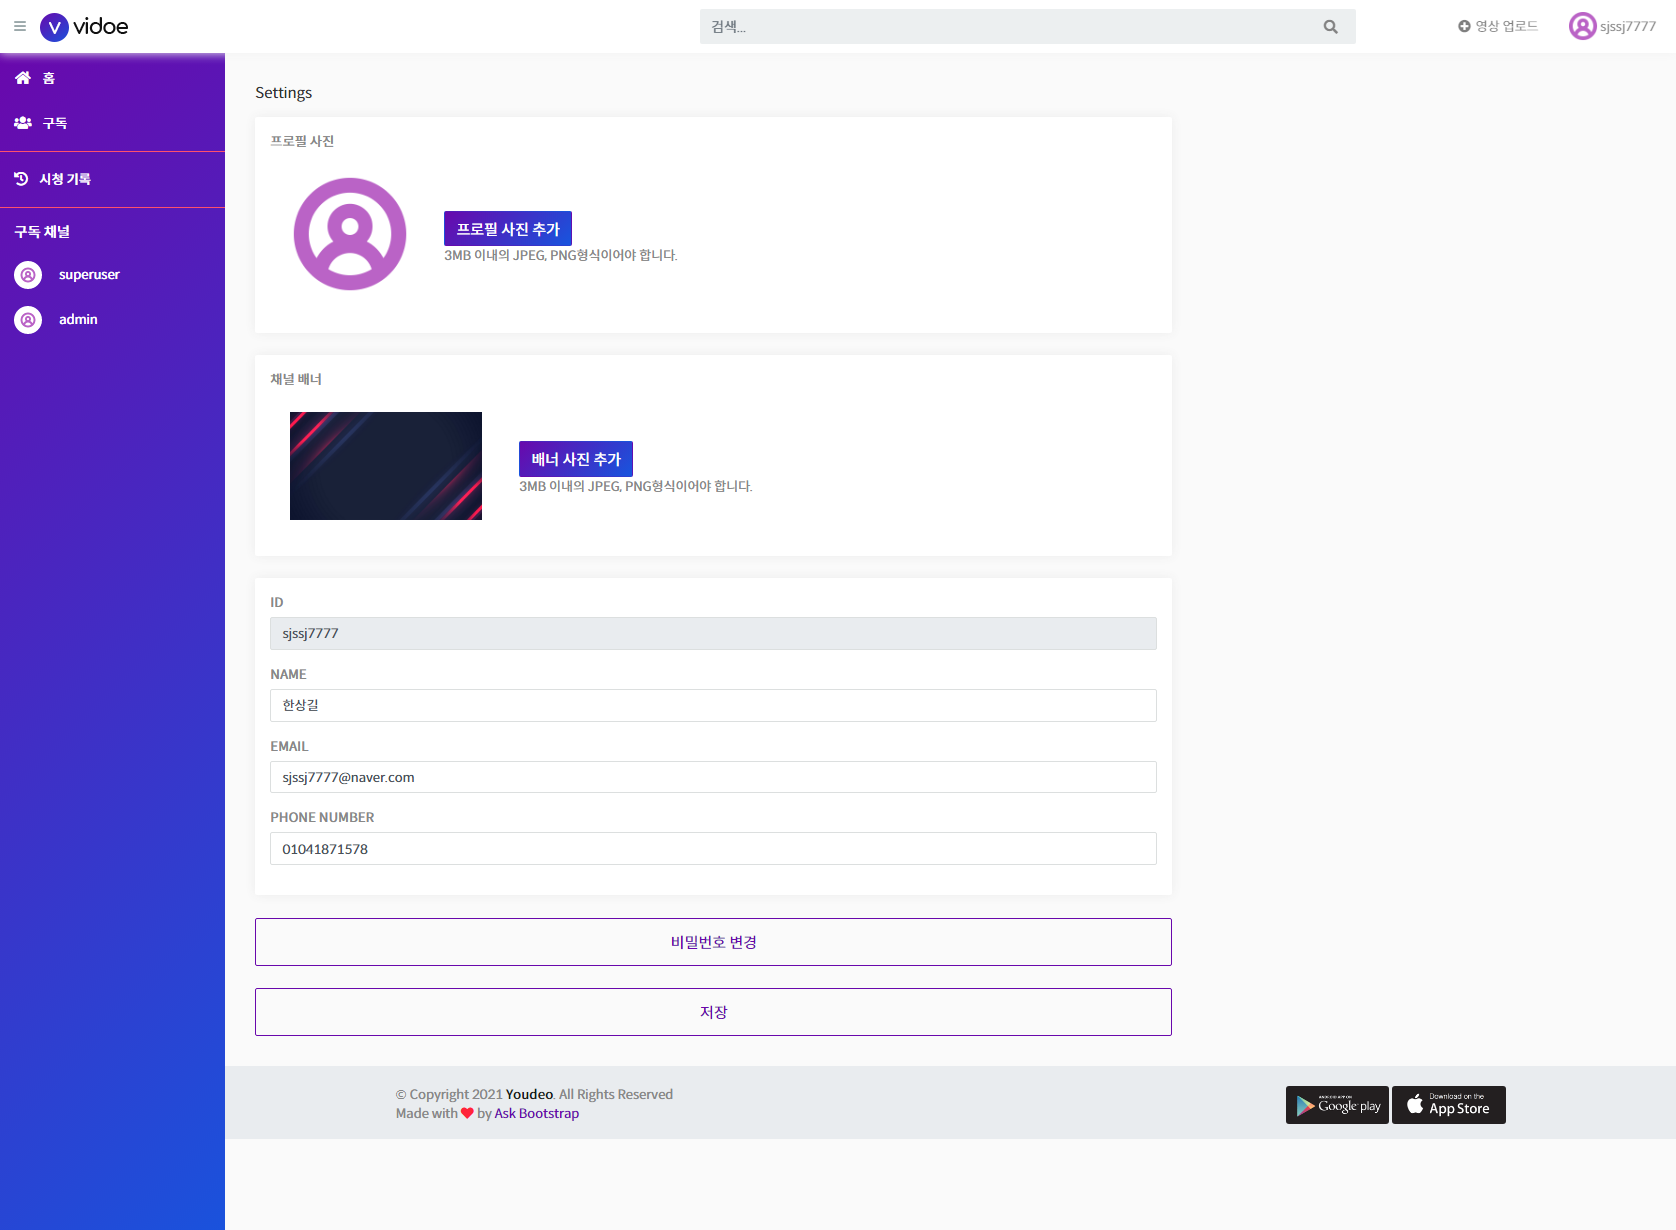 vidoe
검색...
영상 업로드
sjssj7777
홈
구독
시청 기록
구독 채널
superuser
admin
Settings
프로필 사진
프로필 사진 추가
3MB 이내의 JPEG, PNG형식이어야 합니다.
채널 배너
배너 사진 추가
3MB 이내의 JPEG, PNG형식이어야 합니다.
ID
sjssj7777
NAME
한상길
EMAIL
sjssj7777@naver.com
PHONE NUMBER
01041871578
비밀번호 변경
저장
© Copyright 2021 Youdeo. All Rights Reserved
Made with ❤ by Ask Bootstrap
ANDROID APP ON
Google play
Download on the
App Store